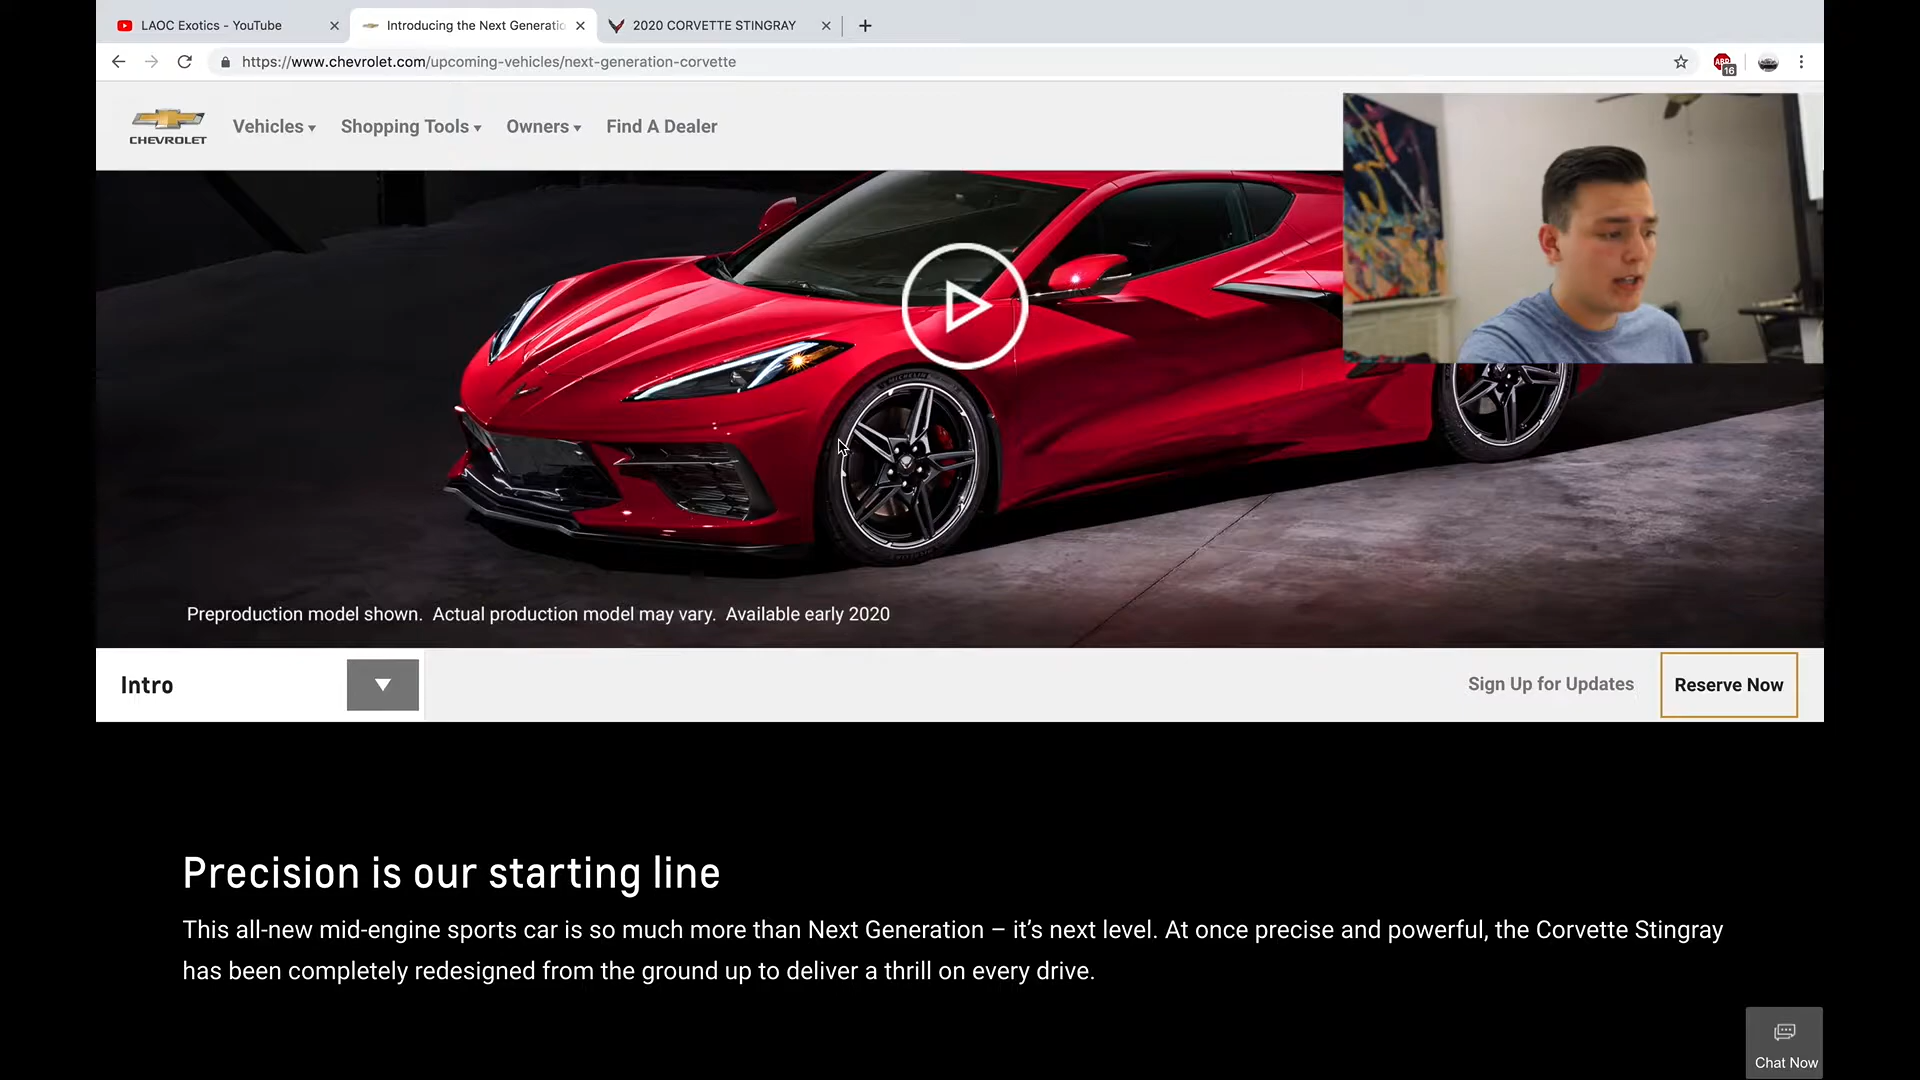 LAOC Exotics - YouTube
Introducing the Next Generatio
2020 CORVETTE STINGRAY
https://www.chevrolet.com/upcoming-vehicles/next-generation-corvette
ABP
16
CHEVROLET
Vehicles
Shopping Tools
Owners
Find A Dealer
MICHELIN
Preproduction model shown. Actual production model may vary. Available early 2020
Intro
Sign Up for Updates
Reserve Now
Precision is our starting line
This all-new mid-engine sports car is so much more than Next Generation – it’s next level. At once precise and powerful, the Corvette Stingray
has been completely redesigned from the ground up to deliver a thrill on every drive.
Chat Now